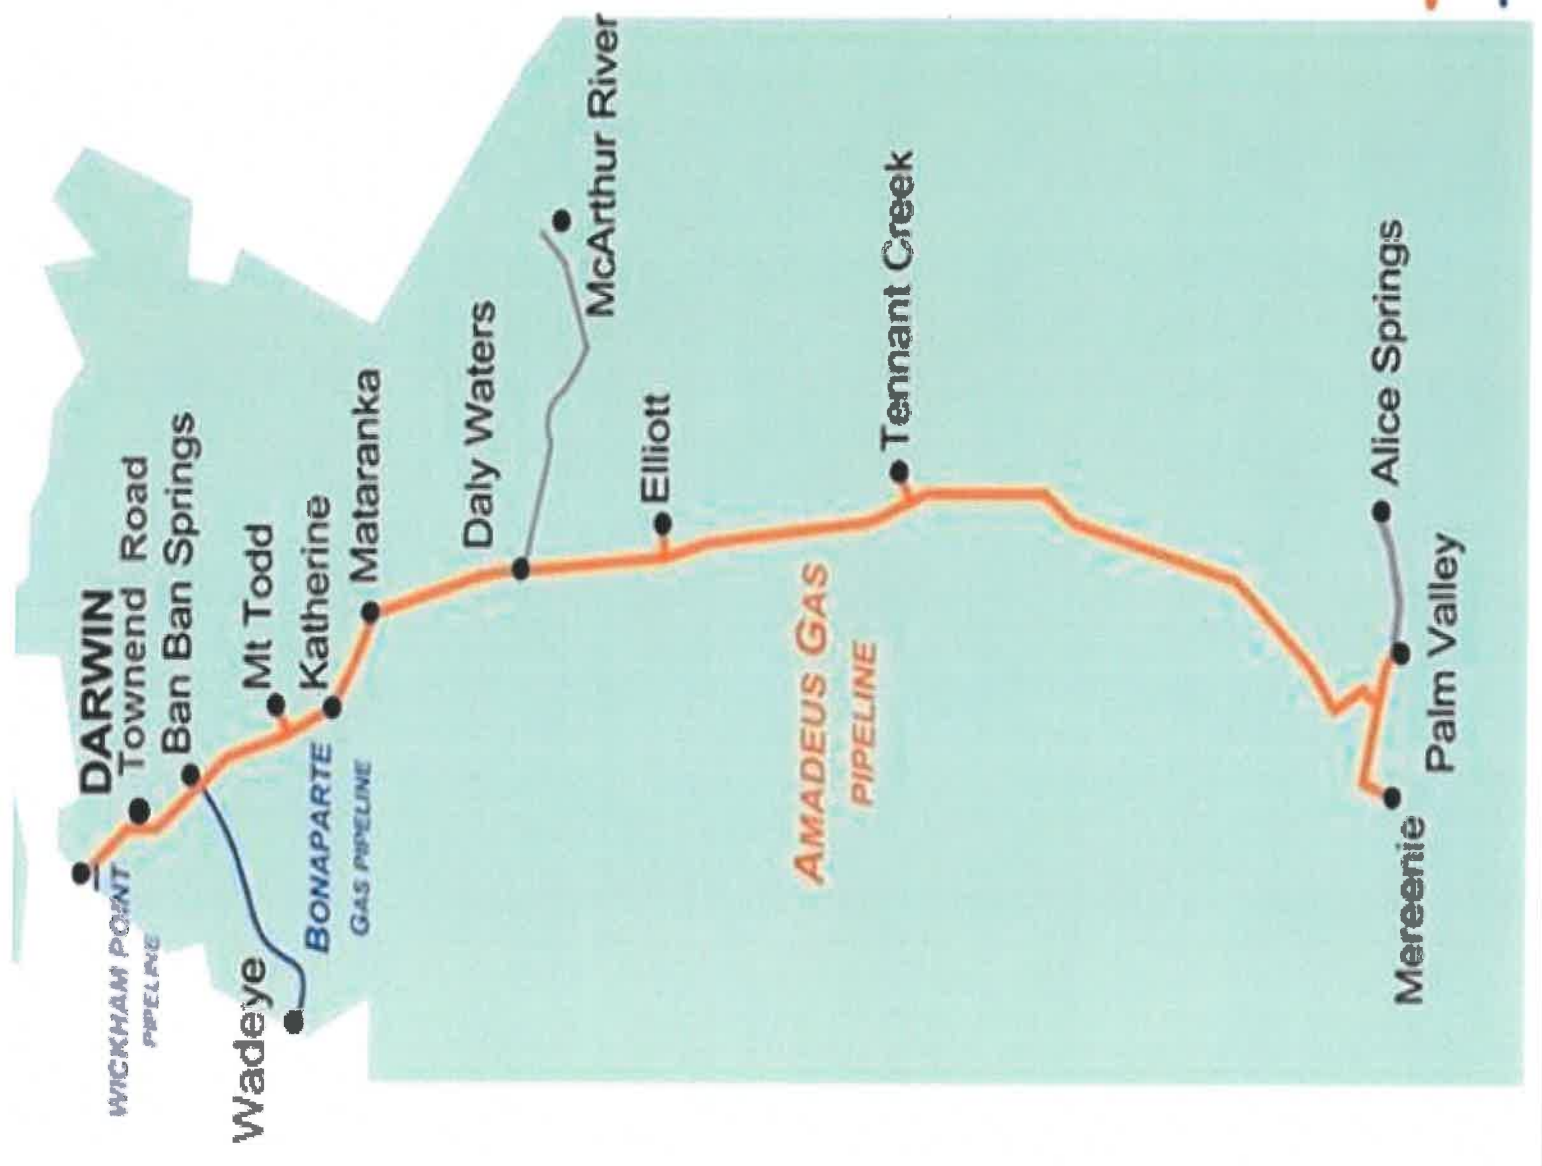 DARWIN
Townend Road
Ban Ban Springs
WICKHAM POINT
PIPELINE
Mt Todd
Katherine
Wadeye
BONAPARTE
GAS PIPELINE
Mataranka
Daly Waters
McArthur River
Elliott
AMADEUS GAS
PIPELINE
Tennant Creek
Alice Springs
Palm Valley
Mereenie